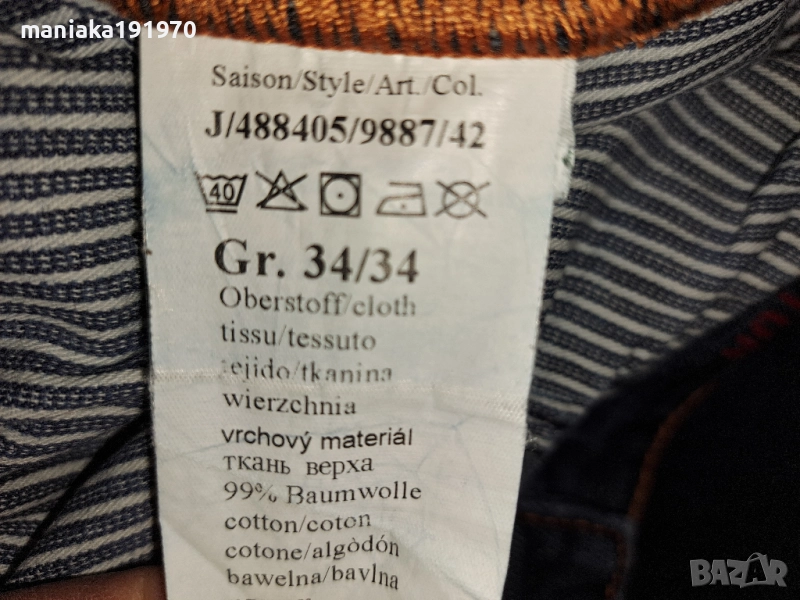 maniaka191970
Saison/Style/Art./Col.
J/488405/9887/42
40
Gr. 34/34
Oberstoff/cloth
tissu/tessuto
tejido/tkanina
wierzchnia
vrchový materiál
ткань верха
99% Baumwolle
cotton/coton
cotone/algòdón
bawelna/bavlna
BAZAR